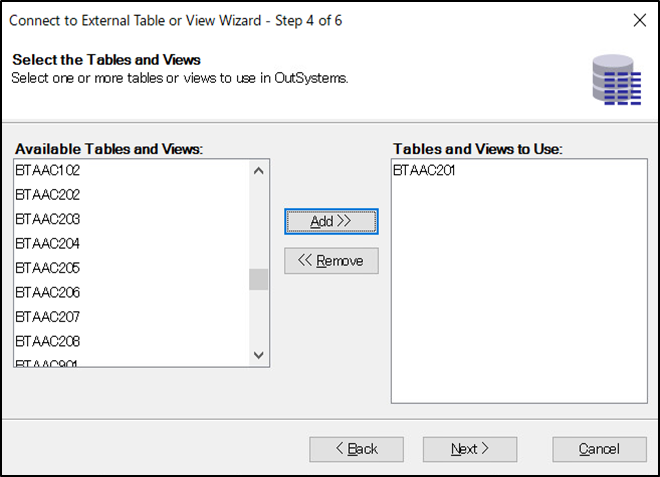 Connect to External Table or View Wizard - Step 4 of 6
Select the Tables and Views
Select one or more tables or views to use in OutSystems.
Available Tables and Views:
BTAAC102
BTAAC202
BTAAC203
BTAAC204
BTAAC205
BTAAC206
BTAAC207
BTAAC208
BTAAC901
Add >>
<< Remove
Tables and Views to Use:
BTAAC201
< Back
Next >
Cancel